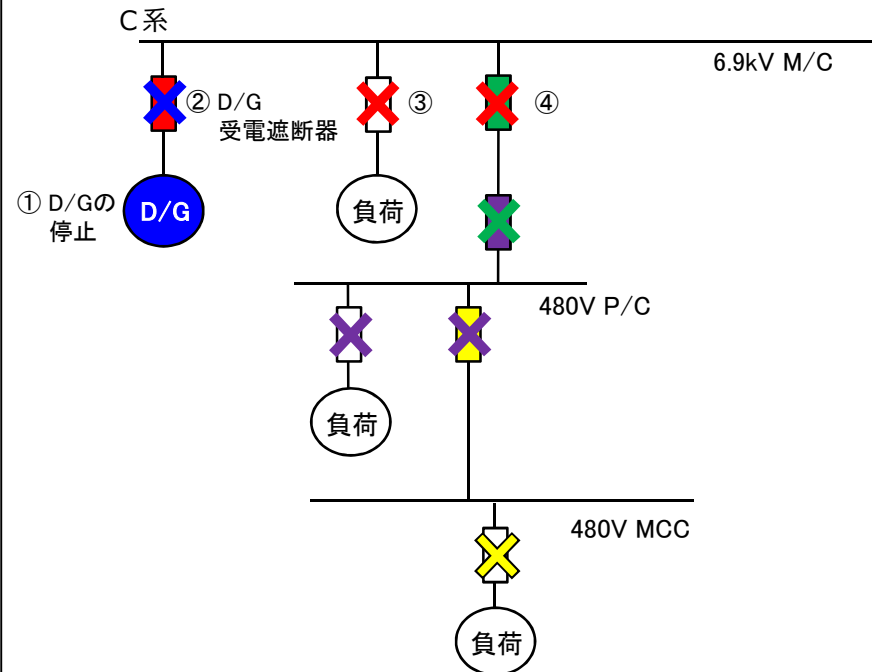 C系
6.9kV M/C
② D/G
受電遮断器
③
④
① D/Gの
停止
D/G
負荷
480V P/C
負荷
480V MCC
負荷